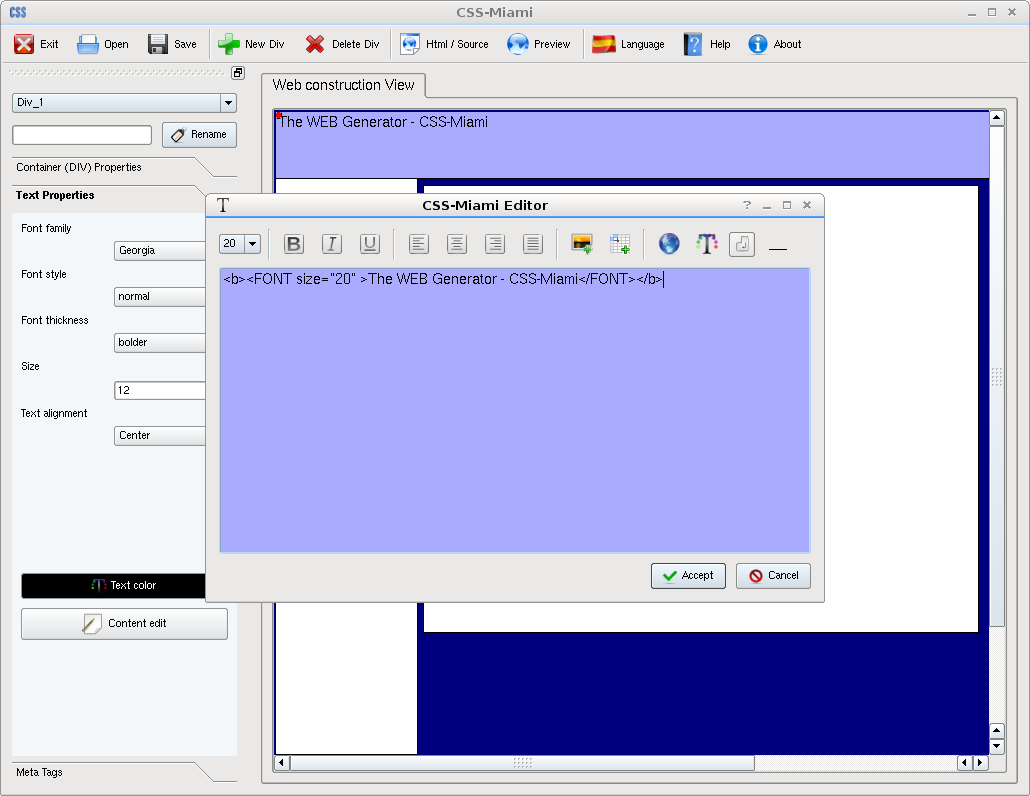 CSS CSS-Miami
Exit Open Save New Div Delete Div Html / Source Preview Language Help About
Web construction View
Div_1
The WEB Generator - CSS-Miami
Rename
Container (DIV) Properties
Text Properties
T CSS-Miami Editor ?
Font family
Georgia
20 B I U T
Font style
<b><FONT size="20" >The WEB Generator - CSS-Miami</FONT></b>
normal
Font thickness
bolder
Size
12
Text alignment
Center
Accept Cancel
Text color
Content edit
Meta Tags